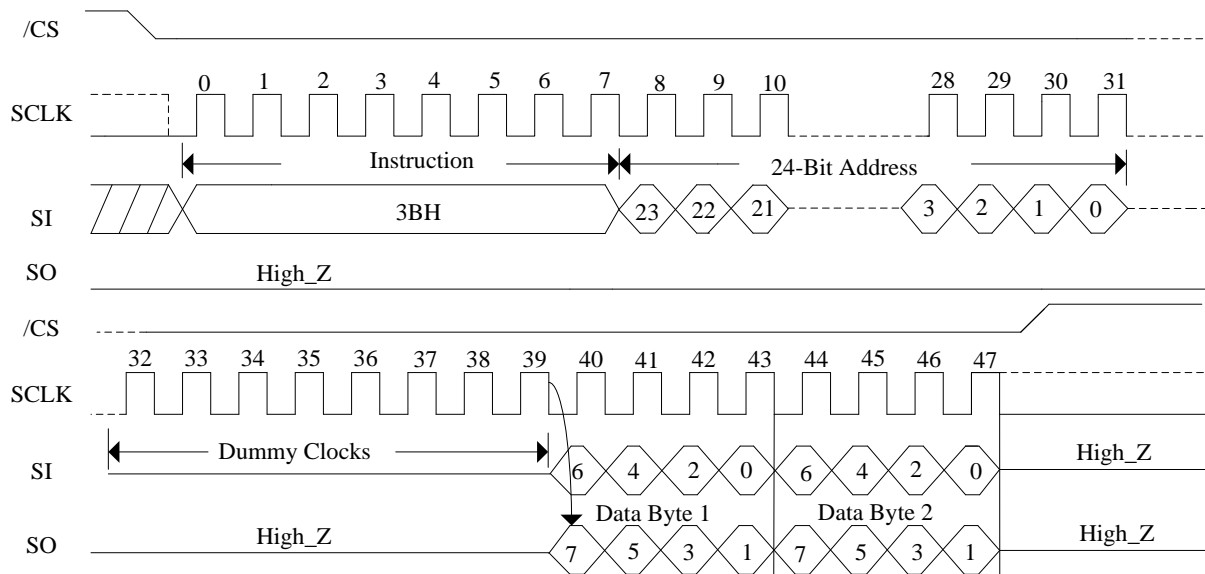 /CS
0 1 2 3 4 5 6 7 8 9 10 28 29 30 31
SCLK
Instruction 24-Bit Address
SI 3BH 23 22 21 3 2 1 0
SO High_Z
/CS
32 33 34 35 36 37 38 39 40 41 42 43 44 45 46 47
SCLK
Dummy Clocks
SI 6 4 2 0 6 4 2 0 High_Z
Data Byte 1 Data Byte 2
SO High_Z 7 5 3 1 7 5 3 1 High_Z